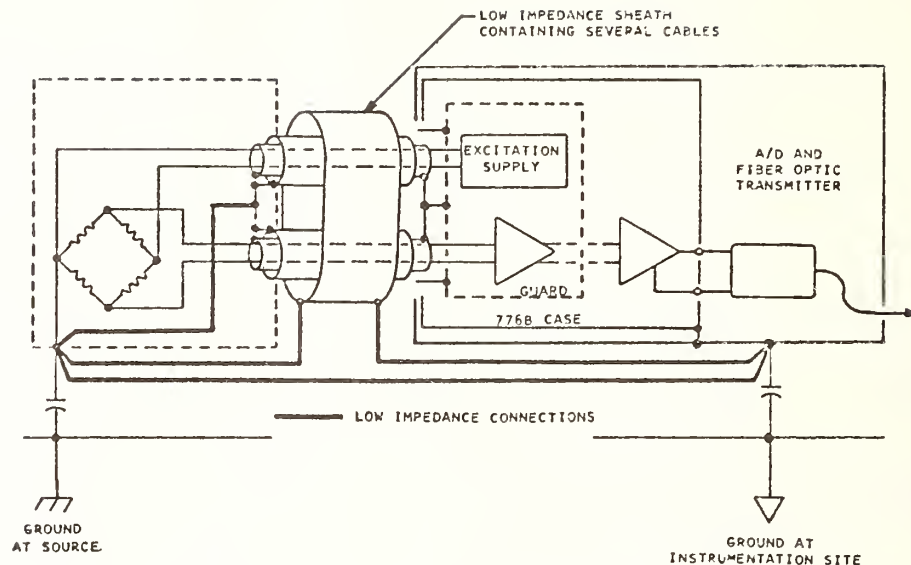 LOW IMPEDANCE SHEATH
CONTAINING SEVERAL CABLES
EXCITATION
SUPPLY
A/D AND
FIBER OPTIC
TRANSMITTER
GUARD
776B CASE
LOW IMPEDANCE CONNECTIONS
GROUND
AT SOURCE
GROUND AT
INSTRUMENTATION SITE